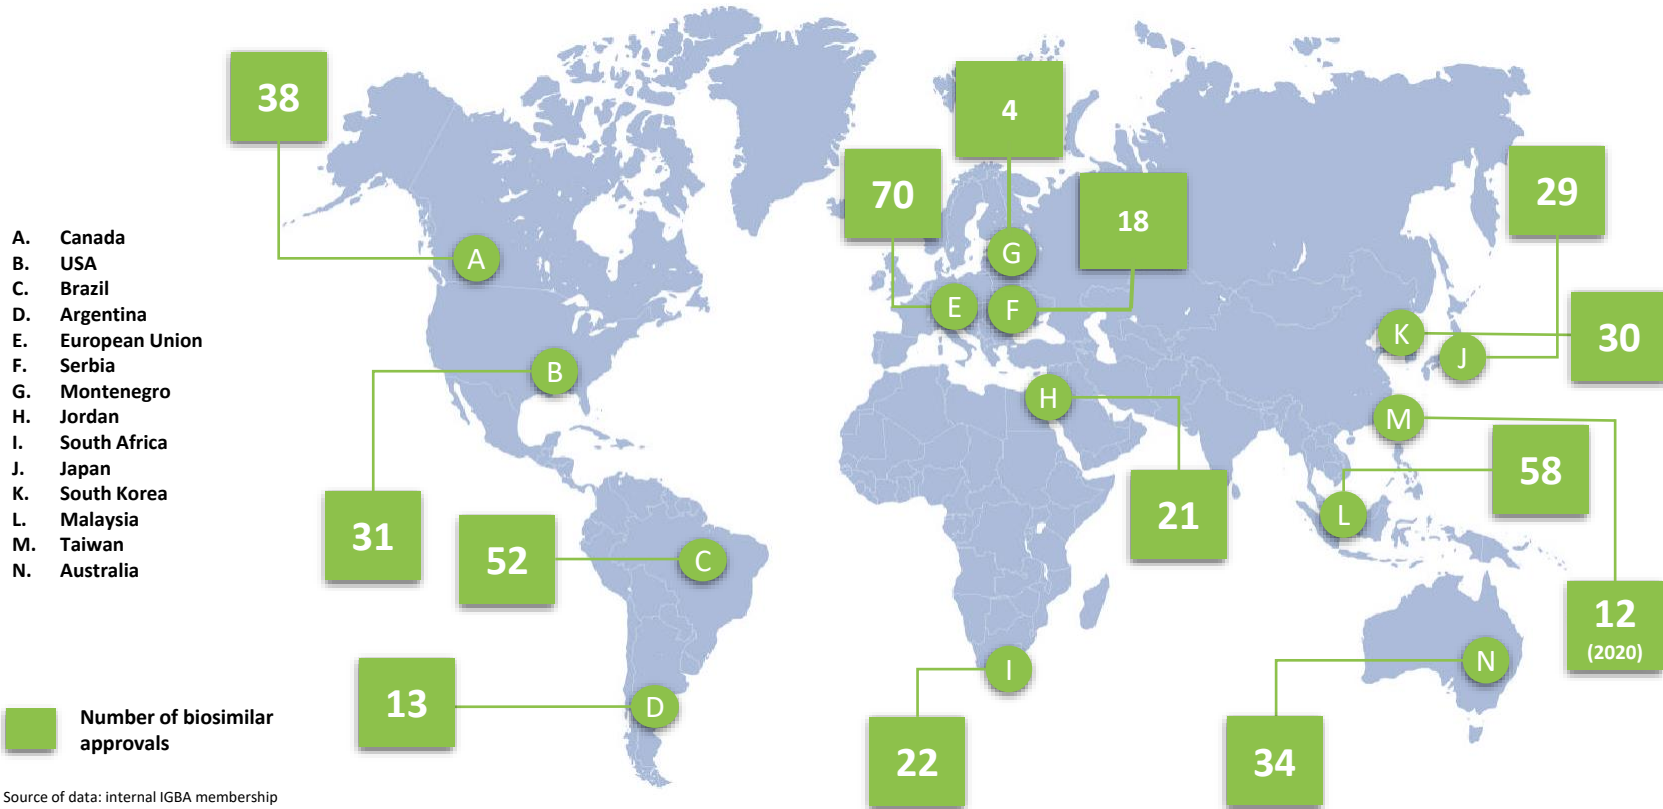 38
4
70
18
29
A. Canada
B. USA
C. Brazil
D. Argentina
E. European Union
F. Serbia
G. Montenegro
H. Jordan
I. South Africa
J. Japan
K. South Korea
L. Malaysia
M. Taiwan
N. Australia
A
G
E
F
K
J
30
B
H
M
31
52
C
21
58
L
12
(2020)
13
D
I
N
22
34
Number of biosimilar
approvals
Source of data: internal IGBA membership